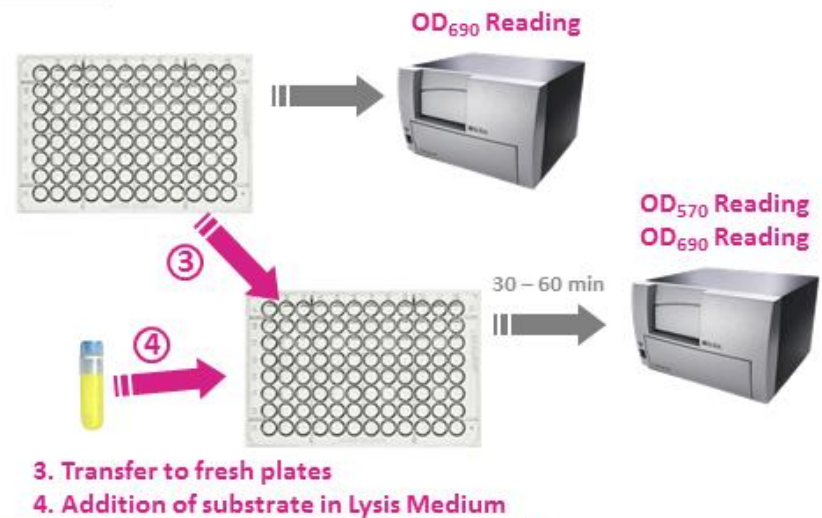 OD690 Reading
③
OD570 Reading
OD690 Reading
30 – 60 min
④
3. Transfer to fresh plates
4. Addition of substrate in Lysis Medium